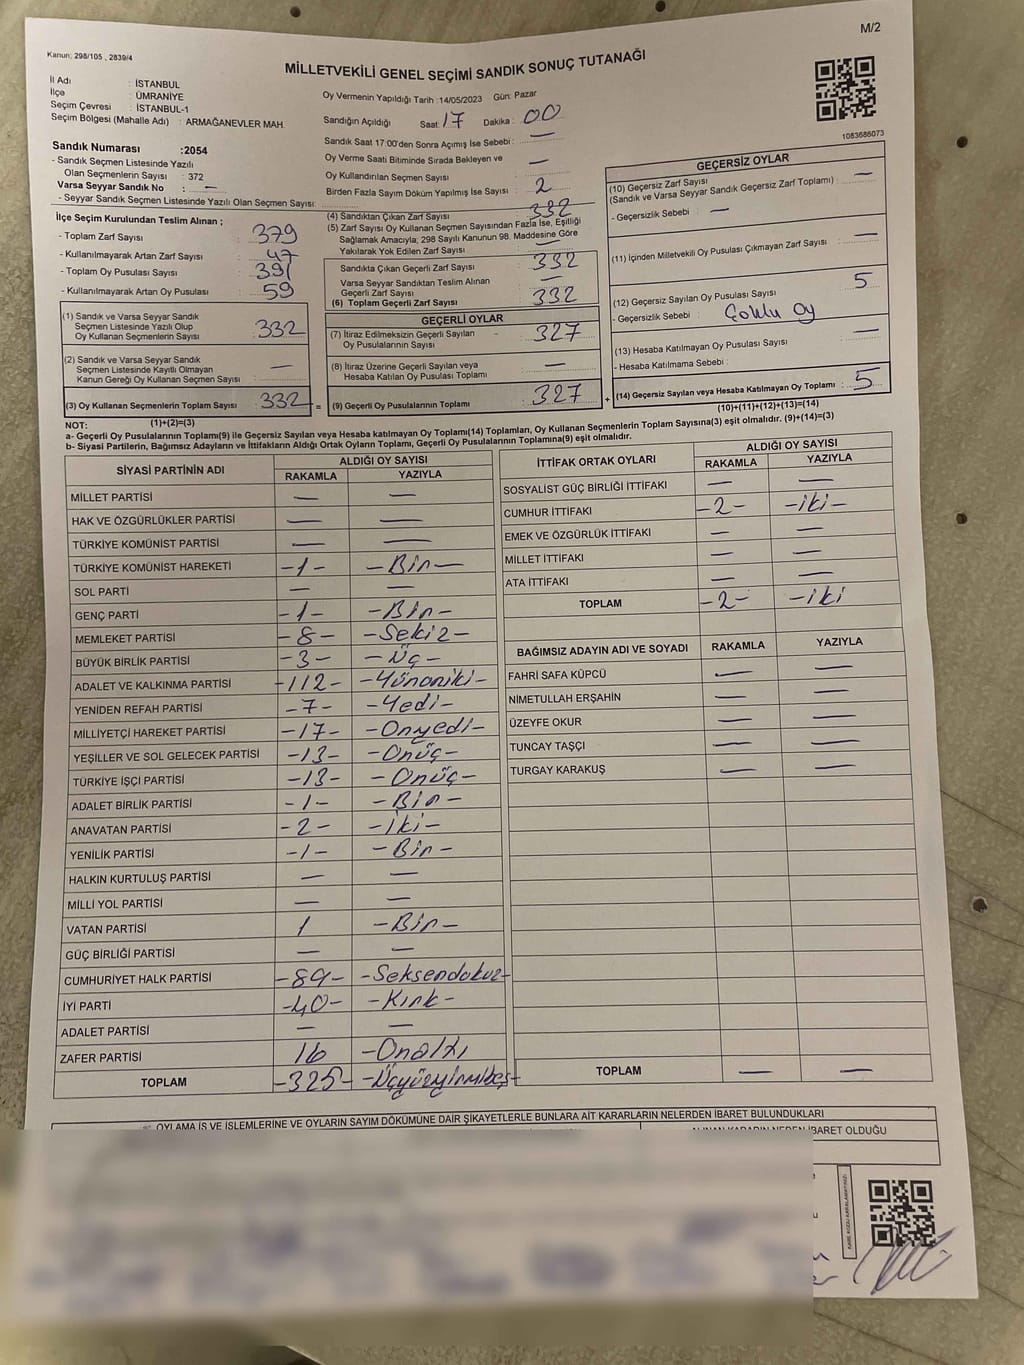 M/2
Kanun; 298/105 , 2839/4
MİLLETVEKİLİ GENEL SEÇİMİ SANDIK SONUÇ TUTANAĞI
İl Adı : İSTANBUL
İlçe : ÜMRANİYE
Seçim Çevresi : İSTANBUL-1
Seçim Bölgesi (Mahalle Adı) : ARMAĞANEVLER MAH.
Oy Vermenin Yapıldığı Tarih :14/05/2023 Gün: Pazar
Sandığın Açıldığı Saat: 17 Dakika : 00
Sandık Saat 17:00'den Sonra Açımış İse Sebebi : —
Oy Verme Saati Bitiminde Sırada Bekleyen ve
Oy Kullandırılan Seçmen Sayısı : —
Birden Fazla Sayım Döküm Yapılmış İse Sayısı : 2
1083686073
Sandık Numarası :2054
- Sandık Seçmen Listesinde Yazılı
Olan Seçmenlerin Sayısı : 372
Varsa Seyyar Sandık No : —
- Seyyar Sandık Seçmen Listesinde Yazılı Olan Seçmen Sayısı:
İlçe Seçim Kurulundan Teslim Alınan ;
- Toplam Zarf Sayısı : 379
- Kullanılmayarak Artan Zarf Sayısı : 47
- Toplam Oy Pusulası Sayısı : 391
- Kullanılmayarak Artan Oy Pusulası : 59
(1) Sandık ve Varsa Seyyar Sandık
Seçmen Listesinde Yazılı Olup
Oy Kullanan Seçmenlerin Sayısı : 332
(2) Sandık ve Varsa Seyyar Sandık
Seçmen Listesinde Kayıtlı Olmayan
Kanun Gereği Oy Kullanan Seçmen Sayısı : —
(3) Oy Kullanan Seçmenlerin Toplam Sayısı : 332
(1)+(2)=(3)
(4) Sandıktan Çıkan Zarf Sayısı : 332
(5) Zarf Sayısı Oy Kullanan Seçmen Sayısından Fazla İse, Eşitliği
Sağlamak Amacıyla; 298 Sayılı Kanunun 98. Maddesine Göre
Yakılarak Yok Edilen Zarf Sayısı : —
Sandıkta Çıkan Geçerli Zarf Sayısı : 332
Varsa Seyyar Sandıktan Teslim Alınan
Geçerli Zarf Sayısı : —
(6) Toplam Geçerli Zarf Sayısı : 332
GEÇERLİ OYLAR
(7) İtiraz Edilmeksizin Geçerli Sayılan
Oy Pusulalarının Sayısı : 327
(8) İtiraz Üzerine Geçerli Sayılan veya
Hesaba Katılan Oy Pusulası Toplamı : —
= (9) Geçerli Oy Pusulalarının Toplamı : 327
GEÇERSİZ OYLAR
(10) Geçersiz Zarf Sayısı : —
(Sandık ve Varsa Seyyar Sandık Geçersiz Zarf Toplamı)
- Geçersizlik Sebebi : —
(11) İçinden Milletvekili Oy Pusulası Çıkmayan Zarf Sayısı : —
(12) Geçersiz Sayılan Oy Pusulası Sayısı : 5
- Geçersizlik Sebebi : Çoklu Oy
(13) Hesaba Katılmayan Oy Pusulası Sayısı : —
- Hesaba Katılmama Sebebi :
+ (14) Geçersiz Sayılan veya Hesaba Katılmayan Oy Toplamı : 5
(10)+(11)+(12)+(13)=(14)
NOT:
a- Geçerli Oy Pusulalarının Toplamı(9) ile Geçersiz Sayılan veya Hesaba katılmayan Oy Toplamı(14) Toplamları, Oy Kullanan Seçmenlerin Toplam Sayısına(3) eşit olmalıdır. (9)+(14)=(3)
b- Siyasi Partilerin, Bağımsız Adayların ve İttifakların Aldığı Ortak Oyların Toplamı, Geçerli Oy Pusulalarının Toplamına(9) eşit olmalıdır.
SİYASİ PARTİNİN ADI ALDIĞI OY SAYISI
RAKAMLA YAZIYLA
MİLLET PARTİSİ — —
HAK VE ÖZGÜRLÜKLER PARTİSİ — —
TÜRKİYE KOMÜNİST PARTİSİ — —
TÜRKİYE KOMÜNİST HAREKETİ -1- -Bir-
SOL PARTİ — —
GENÇ PARTİ -1- -Bir-
MEMLEKET PARTİSİ -8- -Sekiz-
BÜYÜK BİRLİK PARTİSİ -3- -Üç-
ADALET VE KALKINMA PARTİSİ -112- -Yüzoniki-
YENİDEN REFAH PARTİSİ -7- -Yedi-
MİLLİYETÇİ HAREKET PARTİSİ -17- -Onyedi-
YEŞİLLER VE SOL GELECEK PARTİSİ -13- -Onüç-
TÜRKİYE İŞÇİ PARTİSİ -13- -Onüç-
ADALET BİRLİK PARTİSİ -1- -Bir-
ANAVATAN PARTİSİ -2- -İki-
YENİLİK PARTİSİ -1- -Bir-
HALKIN KURTULUŞ PARTİSİ — —
MİLLİ YOL PARTİSİ — —
VATAN PARTİSİ 1 -Bir-
GÜÇ BİRLİĞİ PARTİSİ — —
CUMHURİYET HALK PARTİSİ -89- -Seksendokuz-
İYİ PARTİ -40- -Kırk-
ADALET PARTİSİ — —
ZAFER PARTİSİ 16 -Onaltı
TOPLAM -325- -Üçyüzyirmibeş-
İTTİFAK ORTAK OYLARI ALDIĞI OY SAYISI
RAKAMLA YAZIYLA
SOSYALİST GÜÇ BİRLİĞİ İTTİFAKI — —
CUMHUR İTTİFAKI -2- -iki-
EMEK VE ÖZGÜRLÜK İTTİFAKI — —
MİLLET İTTİFAKI — —
ATA İTTİFAKI — —
TOPLAM -2- -iki
BAĞIMSIZ ADAYIN ADI VE SOYADI RAKAMLA YAZIYLA
FAHRİ SAFA KÜPCÜ — —
NİMETULLAH ERŞAHİN — —
ÜZEYFE OKUR — —
TUNCAY TAŞÇI — —
TURGAY KARAKUŞ — —
TOPLAM — —
OYLAMA İŞ VE İŞLEMLERİNE VE OYLARIN SAYIM DÖKÜMÜNE DAİR ŞİKAYETLERLE BUNLARA AİT KARARLARIN NELERDEN İBARET BULUNDUKLARI
ALINAN KARARIN NEDEN İBARET OLDUĞU